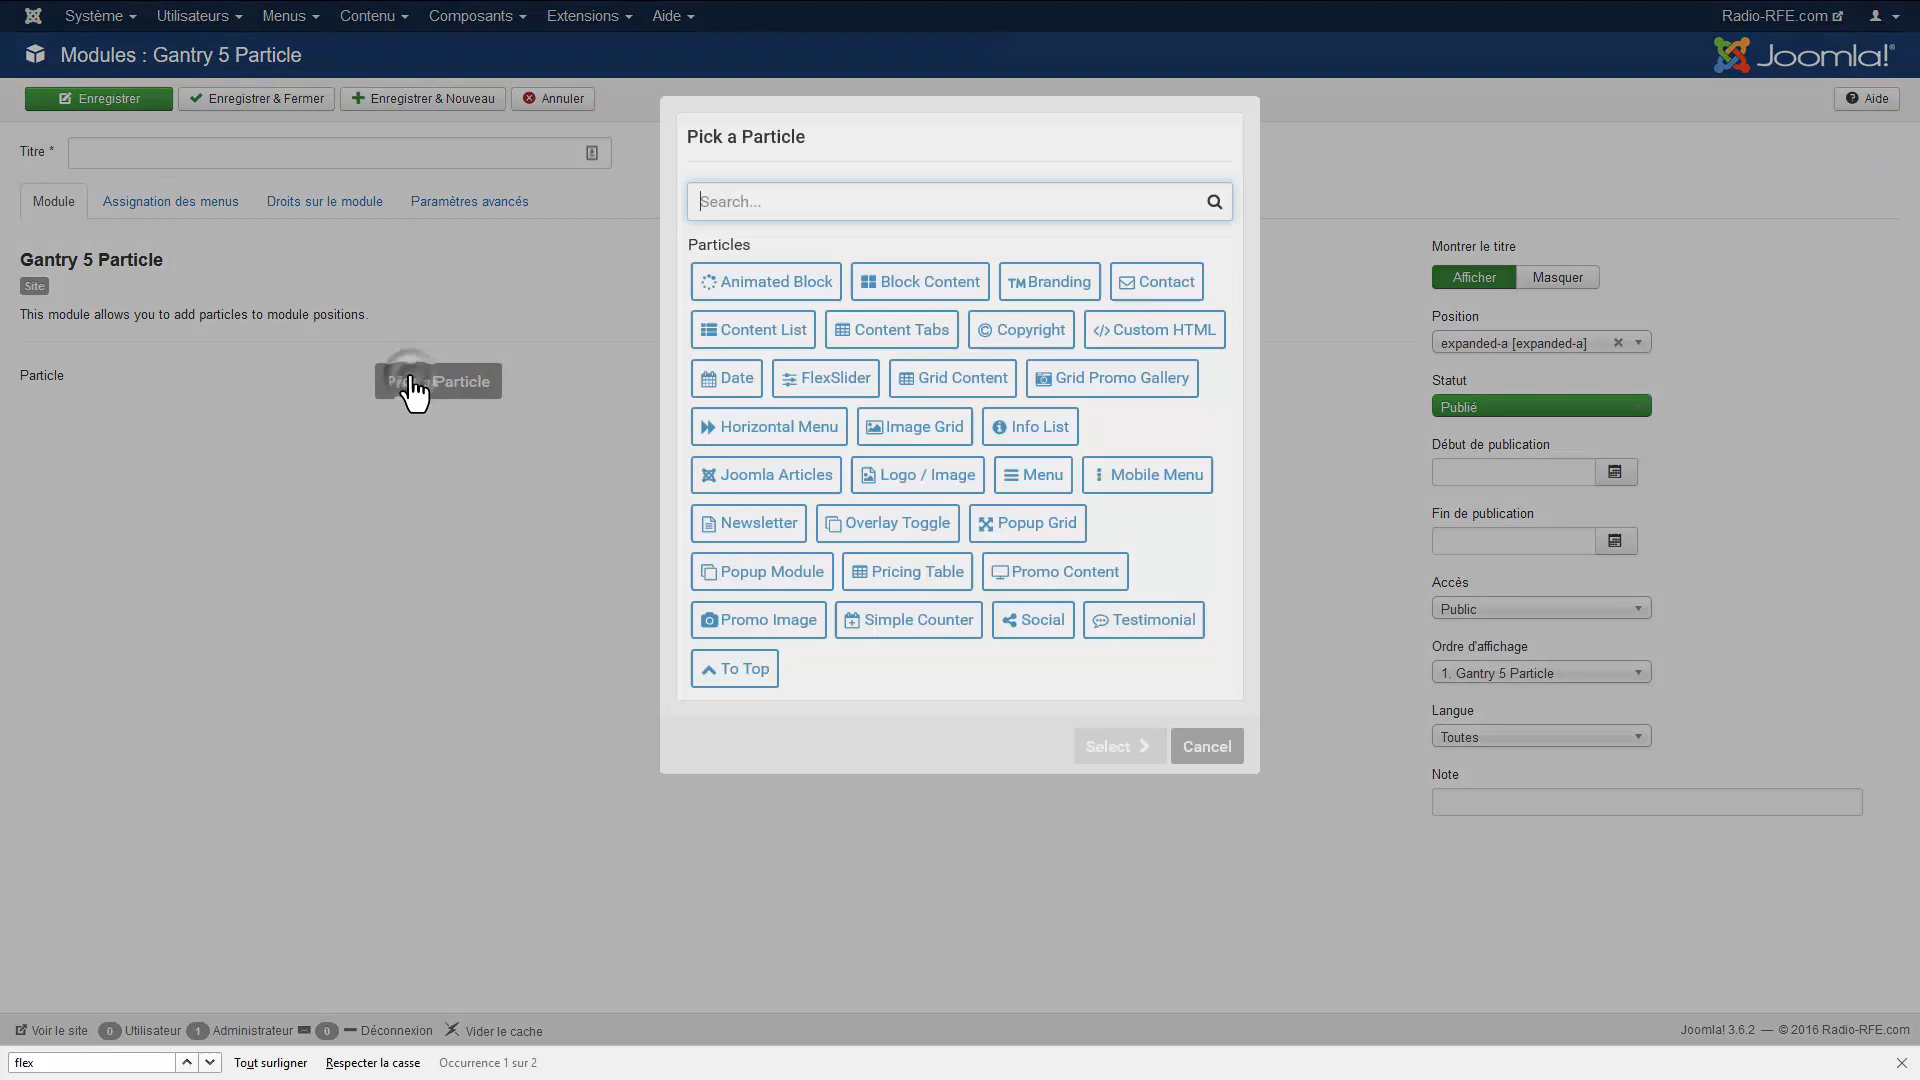 Système Utilisateurs Menus Contenu Composants Extensions Aide Radio-RFE.com
Modules : Gantry 5 Particle Joomla!®
Enregistrer Enregistrer & Fermer Enregistrer & Nouveau Annuler Aide
Titre *
Module Assignation des menus Droits sur le module Paramètres avancés
Gantry 5 Particle
Site
This module allows you to add particles to module positions.
Particle Particle
Pick a Particle
Search...
Particles
Animated Block Block Content TM Branding Contact
Content List Content Tabs Copyright Custom HTML
Date FlexSlider Grid Content Grid Promo Gallery
Horizontal Menu Image Grid Info List
Joomla Articles Logo / Image Menu Mobile Menu
Newsletter Overlay Toggle Popup Grid
Popup Module Pricing Table Promo Content
Promo Image Simple Counter Social Testimonial
To Top
Select Cancel
Montrer le titre
Afficher Masquer
Position
expanded-a [expanded-a]
Statut
Publié
Début de publication
Fin de publication
Accès
Public
Ordre d'affichage
1. Gantry 5 Particle
Langue
Toutes
Note
Voir le site 0 Utilisateur 1 Administrateur 0 Déconnexion Vider le cache Joomla! 3.6.2 — © 2016 Radio-RFE.com
flex Tout surligner Respecter la casse Occurrence 1 sur 2